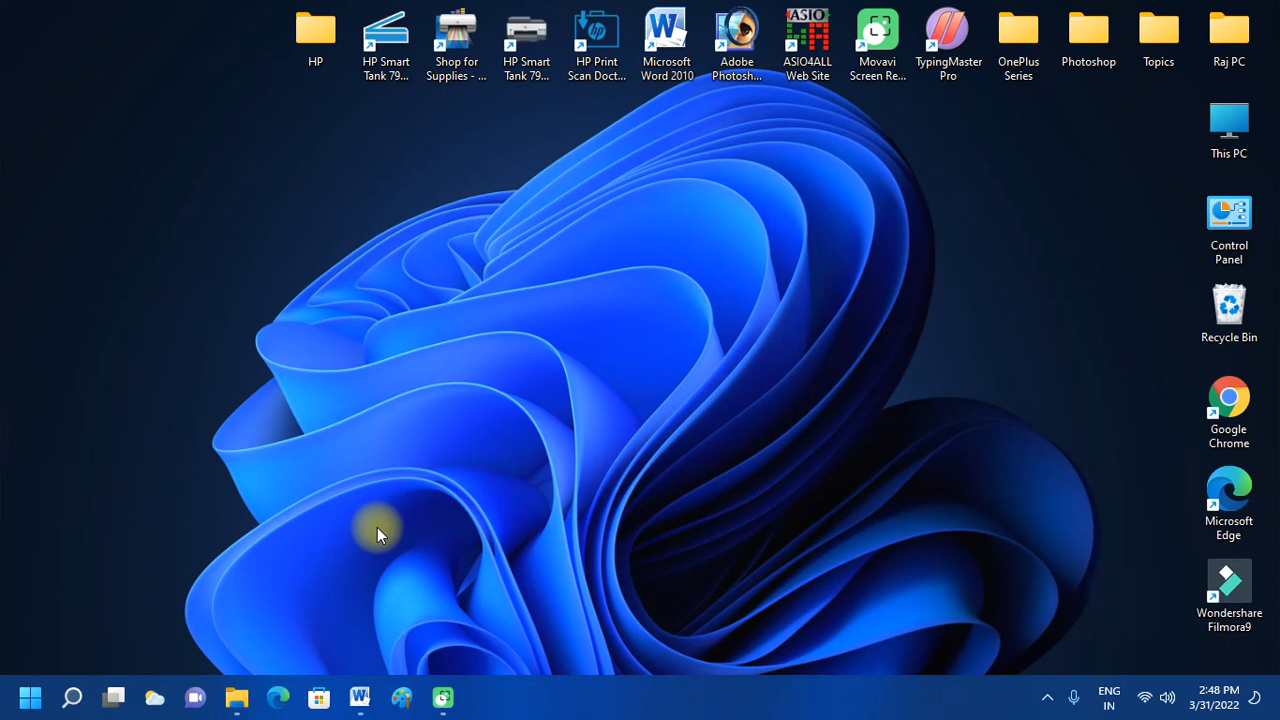 HP
HP Smart
Tank 79...
Shop for
Supplies - ...
HP Smart
Tank 79...
HP Print
Scan Doct...
Microsoft
Word 2010
Adobe
Photosh...
ASIO
ASIO4ALL
Web Site
Movavi
Screen Re...
TypingMaster
Pro
OnePlus
Series
Photoshop
Topics
Raj PC
This PC
Control
Panel
Recycle Bin
Google
Chrome
Microsoft
Edge
Wondershare
Filmora9
ENG
IN
2:48 PM
3/31/2022